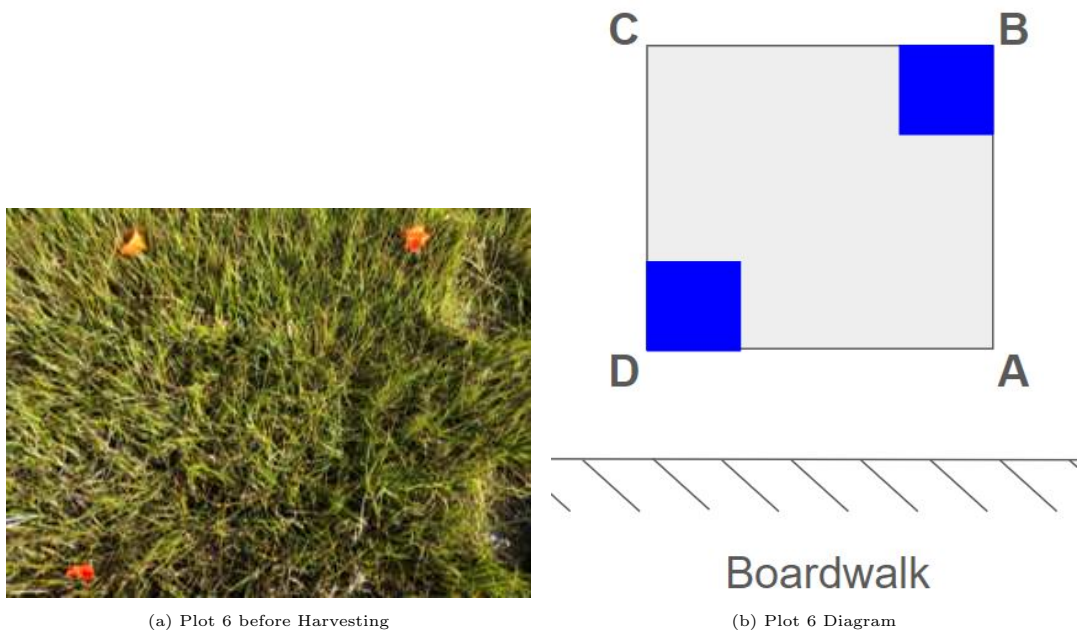 C B
D A
Boardwalk
(a) Plot 6 before Harvesting
(b) Plot 6 Diagram